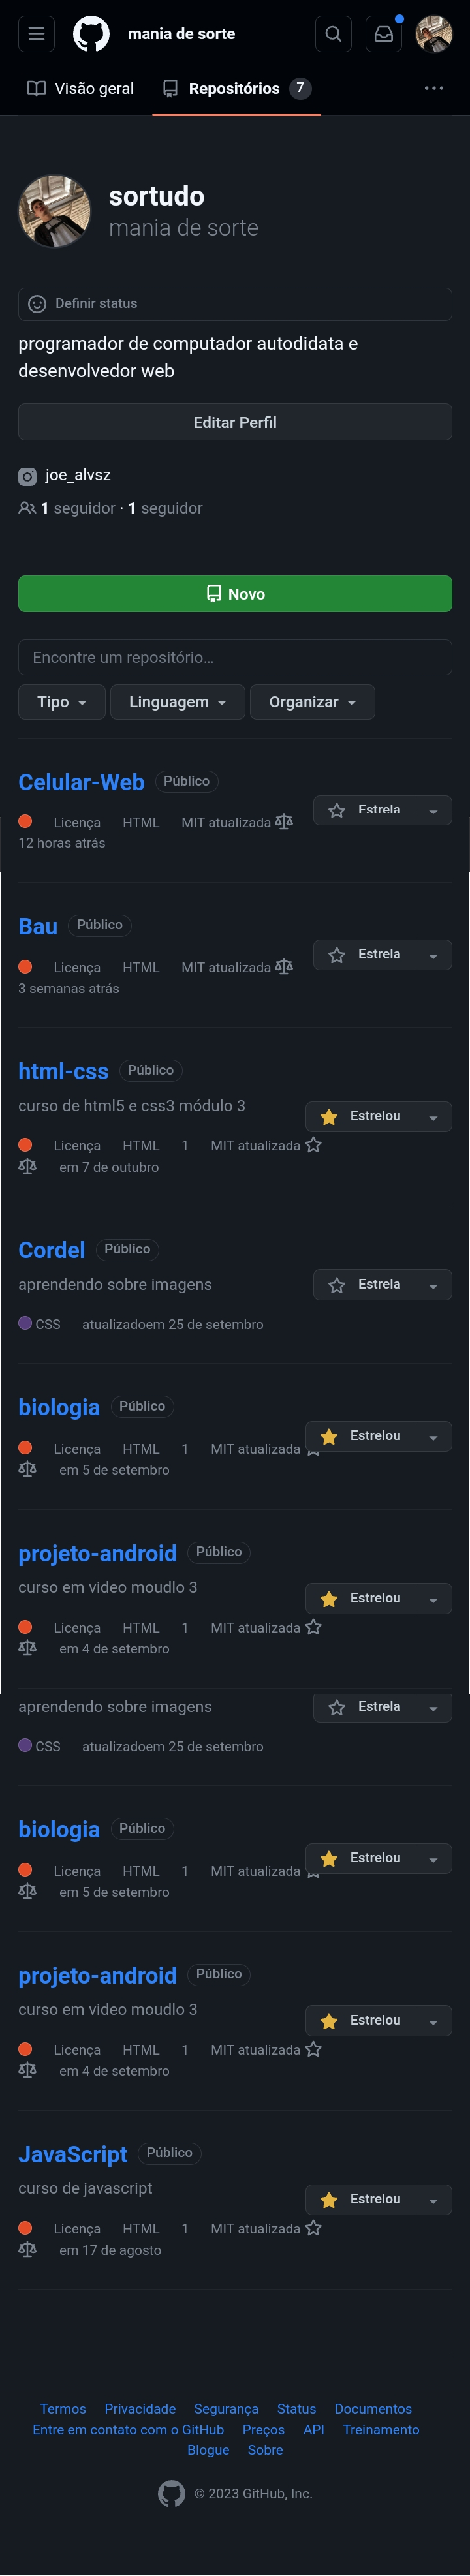 mania de sorte
Visão geral Repositórios 7
sortudo
mania de sorte
Definir status
programador de computador autodidata e
desenvolvedor web
Editar Perfil
joe_alvsz
1 seguidor · 1 seguidor
Novo
Encontre um repositório...
Tipo Linguagem Organizar
Celular-Web Público
Estrela
Licença HTML MIT atualizada
12 horas atrás
Bau Público
Estrela
Licença HTML MIT atualizada
3 semanas atrás
html-css Público
curso de html5 e css3 módulo 3
Estrelou
Licença HTML 1 MIT atualizada
em 7 de outubro
Cordel Público
aprendendo sobre imagens
Estrela
CSS atualizadoem 25 de setembro
biologia Público
Estrelou
Licença HTML 1 MIT atualizada
em 5 de setembro
projeto-android Público
curso em video moudlo 3
Estrelou
Licença HTML 1 MIT atualizada
em 4 de setembro
aprendendo sobre imagens
Estrela
CSS atualizadoem 25 de setembro
biologia Público
Estrelou
Licença HTML 1 MIT atualizada
em 5 de setembro
projeto-android Público
curso em video moudlo 3
Estrelou
Licença HTML 1 MIT atualizada
em 4 de setembro
JavaScript Público
curso de javascript
Estrelou
Licença HTML 1 MIT atualizada
em 17 de agosto
Termos Privacidade Segurança Status Documentos
Entre em contato com o GitHub Preços API Treinamento
Blogue Sobre
© 2023 GitHub, Inc.